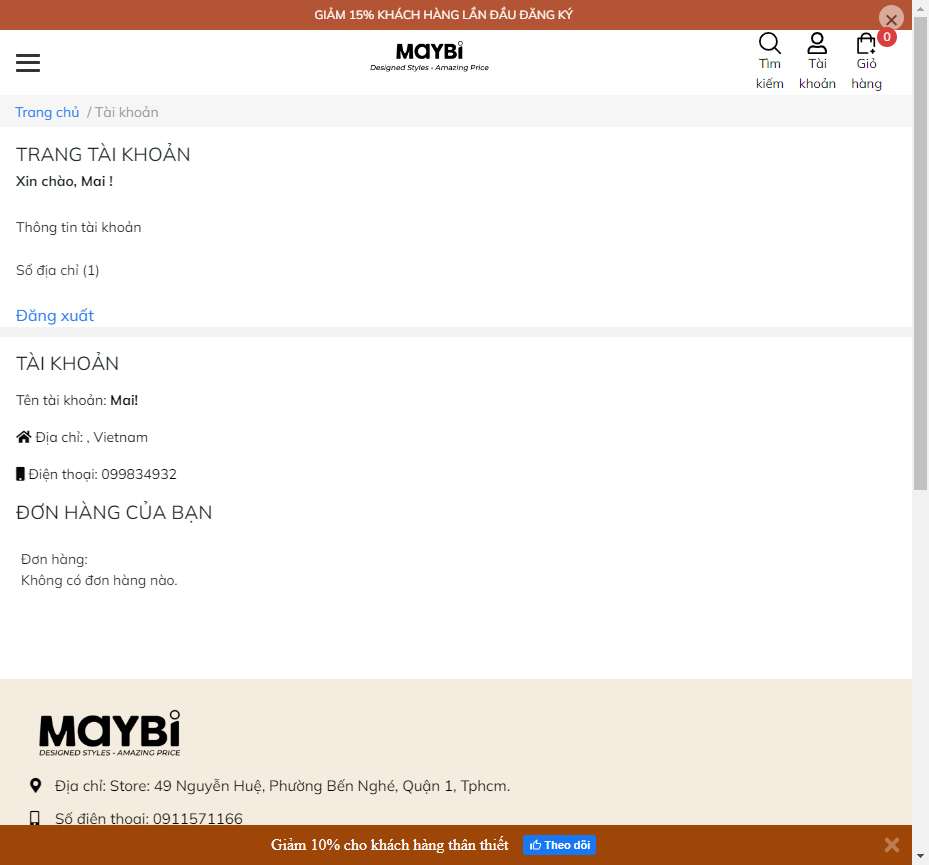 GIẢM 15% KHÁCH HÀNG LẦN ĐẦU ĐĂNG KÝ
MAYBi
Designed Styles - Amazing Price
Tìm kiếm
Tài khoản
Giỏ hàng
0
Trang chủ / Tài khoản
TRANG TÀI KHOẢN
Xin chào, Mai !
Thông tin tài khoản
Sổ địa chỉ (1)
Đăng xuất
TÀI KHOẢN
Tên tài khoản: Mai!
Địa chỉ: , Vietnam
Điện thoại: 099834932
ĐƠN HÀNG CỦA BẠN
Đơn hàng:
Không có đơn hàng nào.
MAYBi
DESIGNED STYLES - AMAZING PRICE
Địa chỉ: Store: 49 Nguyễn Huệ, Phường Bến Nghé, Quận 1, Tphcm.
Số điện thoại: 0911571166
Giảm 10% cho khách hàng thân thiết
Theo dõi